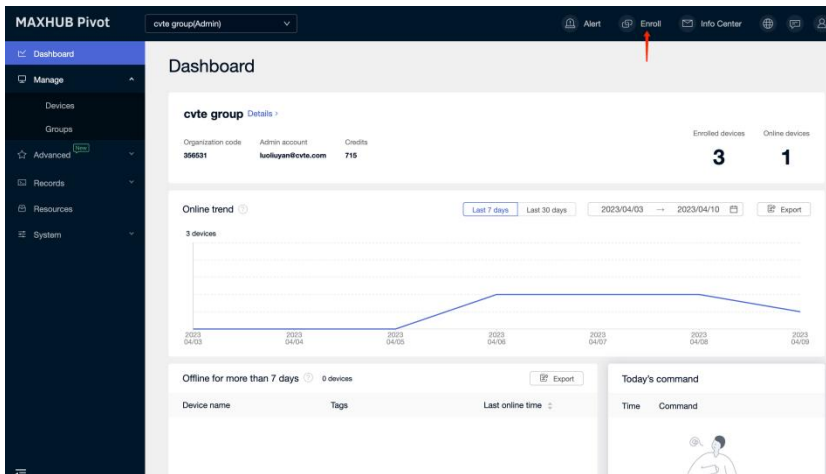 MAXHUB Pivot
cvte group(Admin)
Alert
Enroll
Info Center
Dashboard
Manage
Devices
Groups
Advanced New
Records
Resources
System
Dashboard
cvte group Details >
Organization code
356531
Admin account
luoliuyan@cvte.com
Credits
715
Enrolled devices
3
Online devices
1
Online trend ?
Last 7 days
Last 30 days
2023/04/03 → 2023/04/10
Export
3 devices
2023
04/03
2023
04/04
2023
04/05
2023
04/06
2023
04/07
2023
04/08
2023
04/09
Offline for more than 7 days ? 0 devices
Export
Device name
Tags
Last online time
Today's command
Time
Command